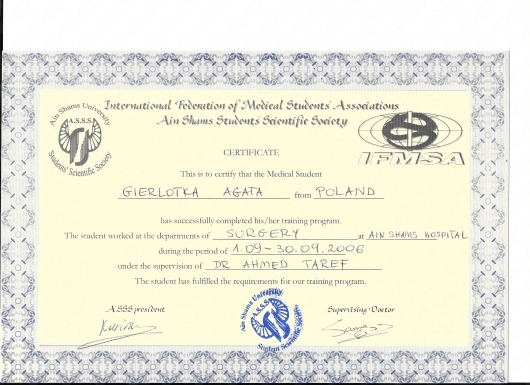 International Federation of Medical Students' Associations
Ain Shams Students Scientific Society
Ain Shams University
A.S.S.S.
Students' Scientific Society
IFMSA
CERTIFICATE
This is to certify that the Medical Student
GIERLOTKA AGATA from POLAND
has successfully completed his/her training program.
The student worked at the departments of SURGERY at AIN SHAMS HOSPITAL
during the period of 1.09 - 30.09.2006
under the supervision of DR AHMED TAREF
The student has fulfilled the requirements for our training program.
A.SSS president
Supervising Doctor
Ain Shams University
A.S.S.S.